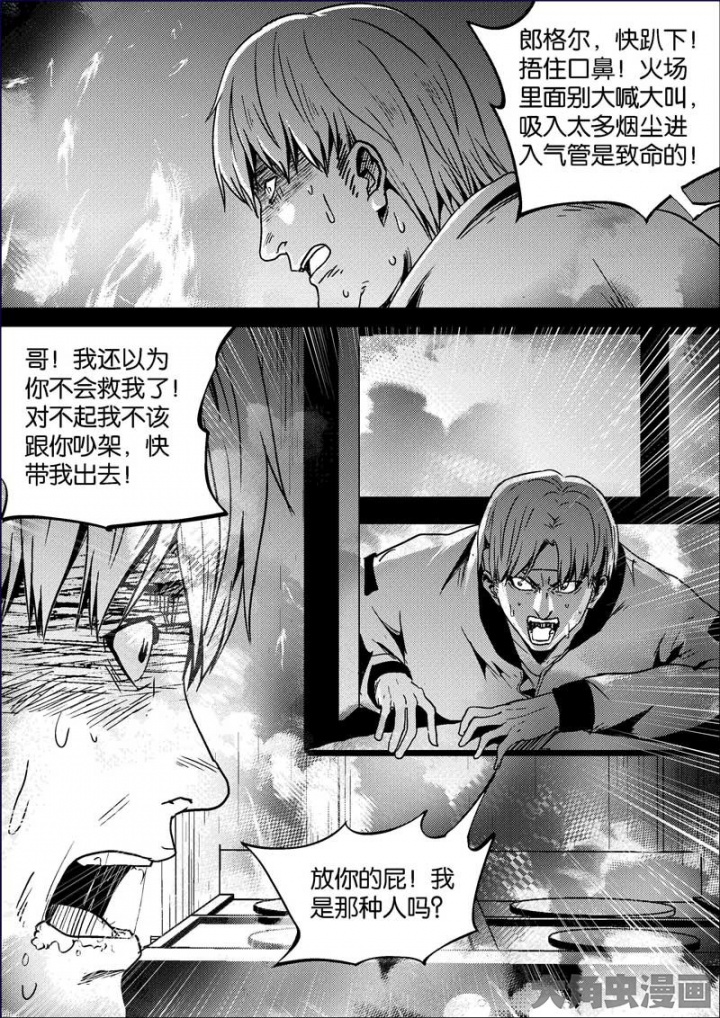 郎格尔，快趴下！
捂住口鼻！火场
里面别大喊大叫，
吸入太多烟尘进
入气管是致命的！
哥！我还以为
你不会救我了！
对不起我不该
跟你吵架，快
带我出去！
放你的屁！我
是那种人吗？
大角虫漫画